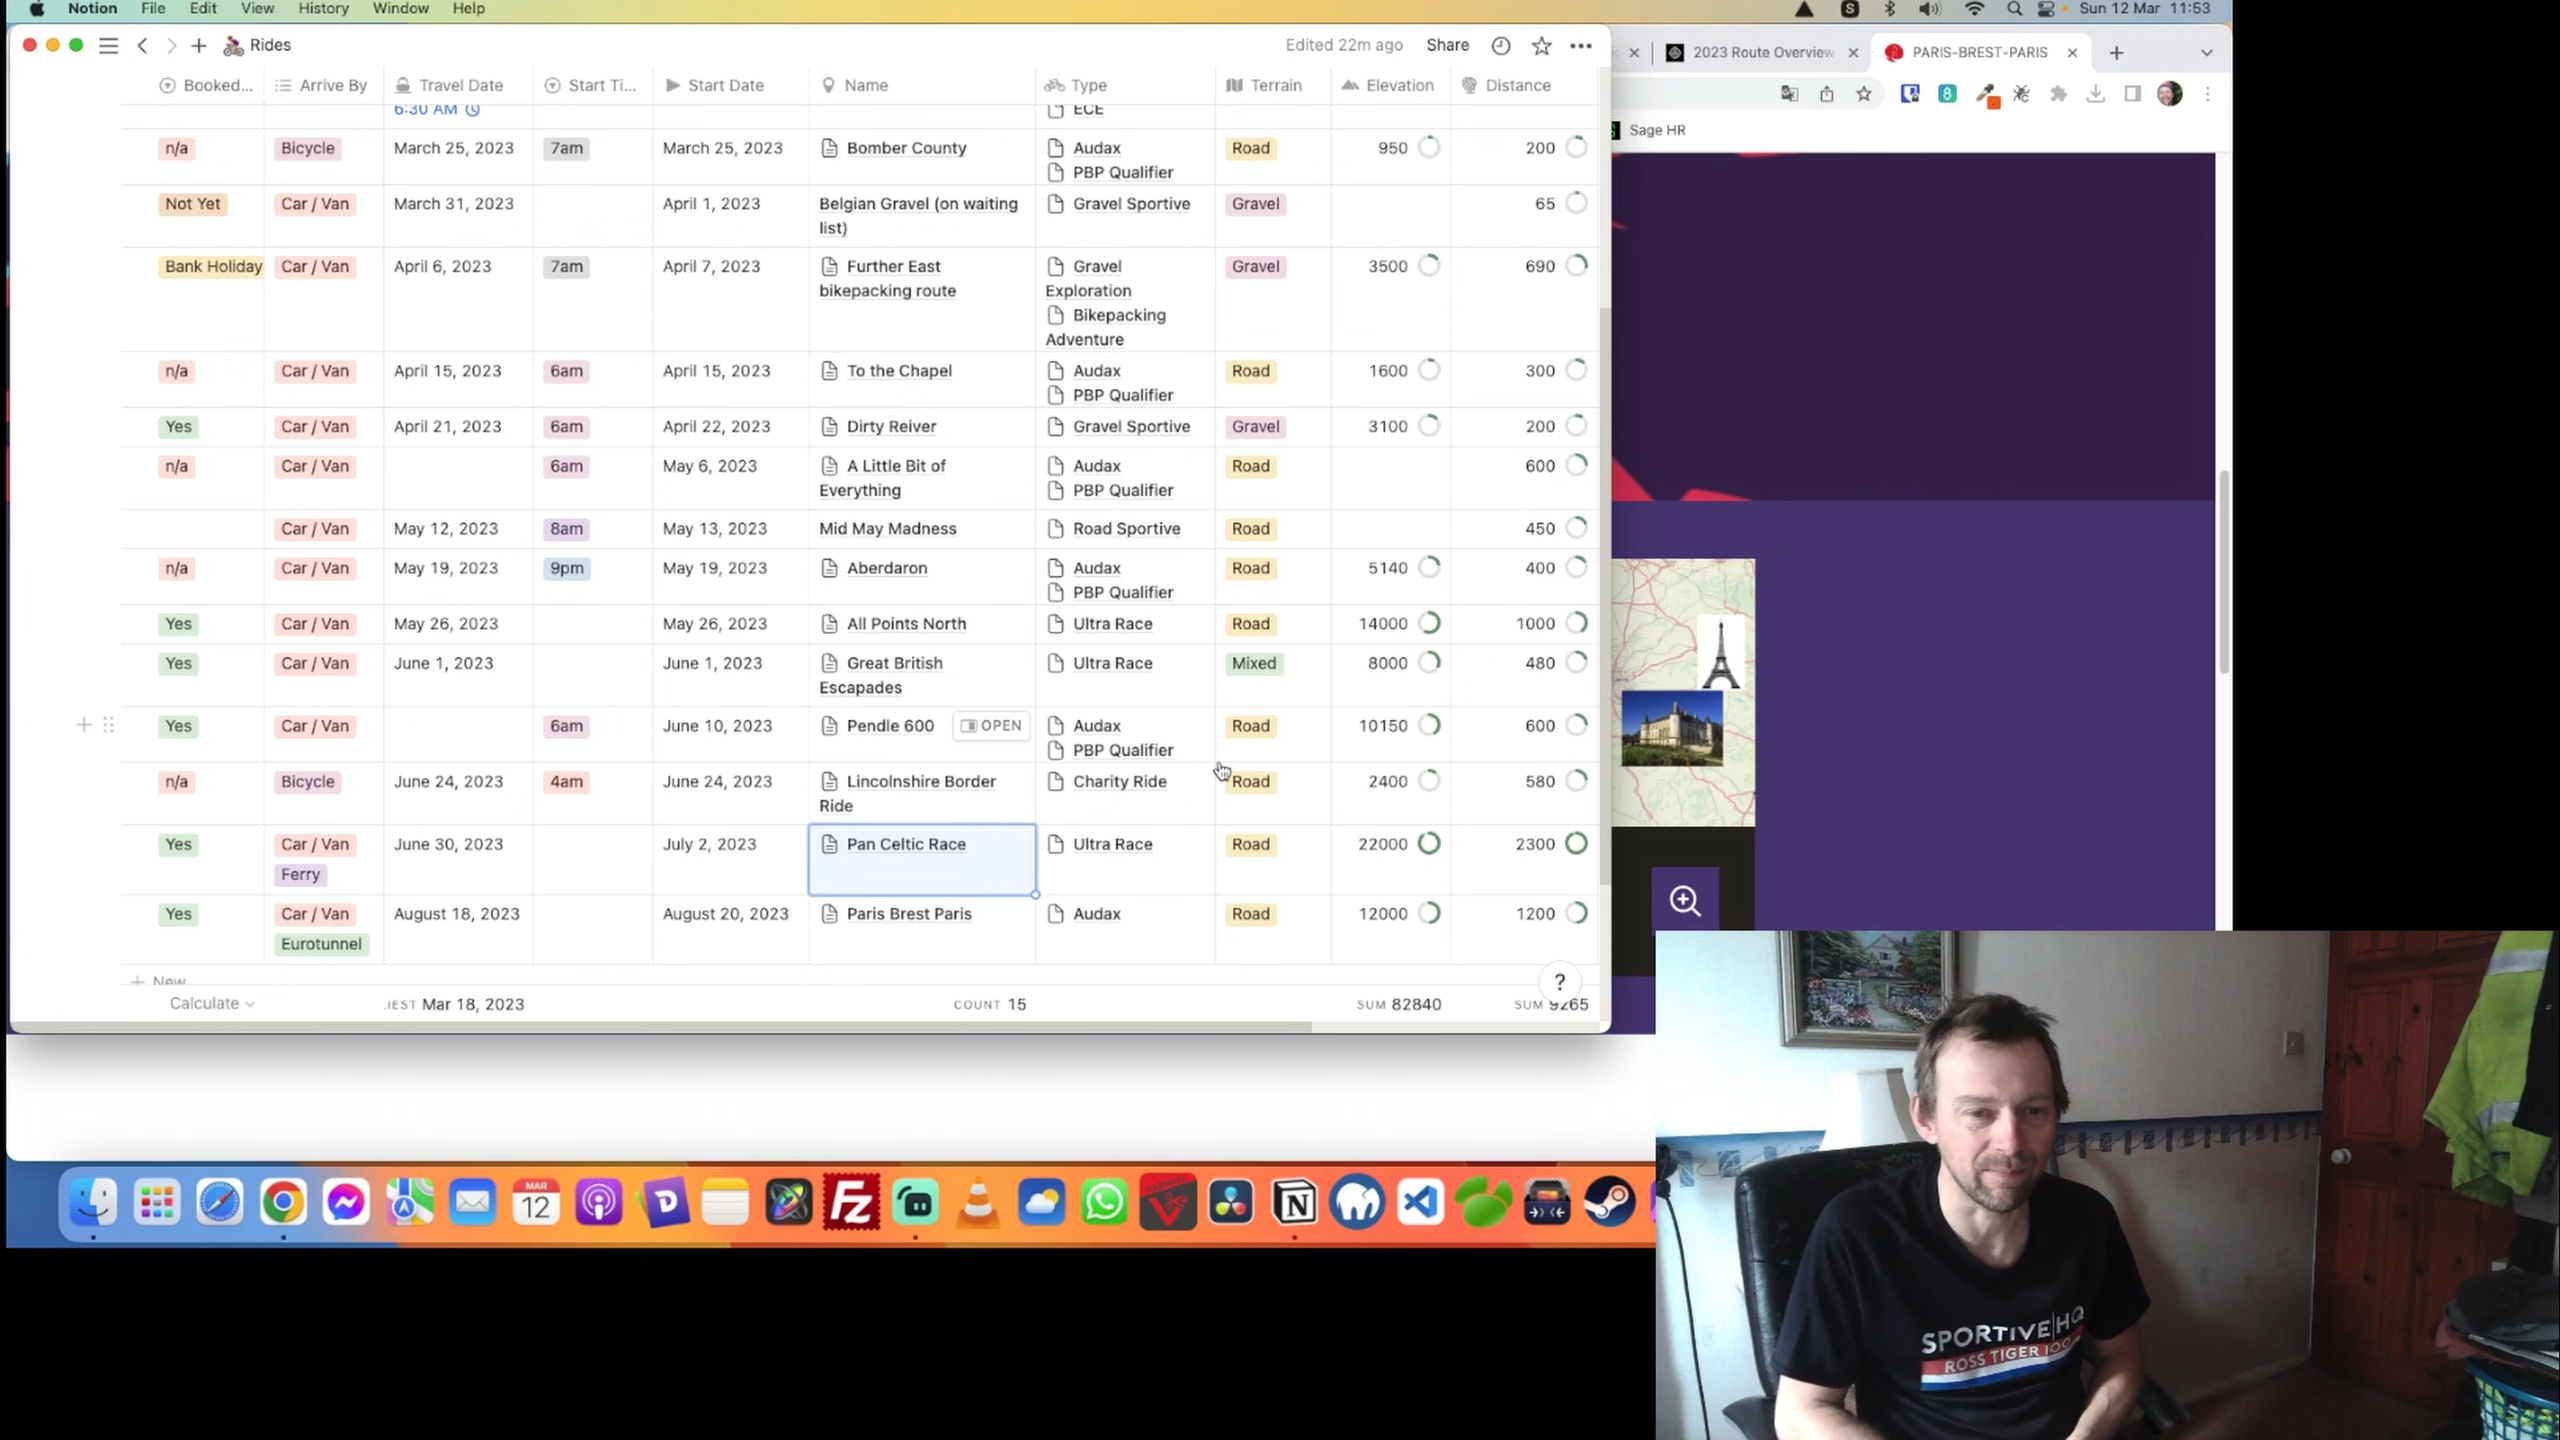 Notion File Edit View History Window Help Sun 12 Mar 11:53
Rides Edited 22m ago Share
2023 Route Overview PARIS-BREST-PARIS
Sage HR
Booked... Arrive By Travel Date Start Ti... Start Date Name Type Terrain Elevation Distance
6:30 AM ECE
n/a Bicycle March 25, 2023 7am March 25, 2023 Bomber County Audax Road 950 200
PBP Qualifier
Not Yet Car / Van March 31, 2023 April 1, 2023 Belgian Gravel (on waiting Gravel Sportive Gravel 65
list)
Bank Holiday Car / Van April 6, 2023 7am April 7, 2023 Further East Gravel Gravel 3500 690
bikepacking route Exploration
Bikepacking
Adventure
n/a Car / Van April 15, 2023 6am April 15, 2023 To the Chapel Audax Road 1600 300
PBP Qualifier
Yes Car / Van April 21, 2023 6am April 22, 2023 Dirty Reiver Gravel Sportive Gravel 3100 200
n/a Car / Van 6am May 6, 2023 A Little Bit of Audax Road 600
Everything PBP Qualifier
Car / Van May 12, 2023 8am May 13, 2023 Mid May Madness Road Sportive Road 450
n/a Car / Van May 19, 2023 9pm May 19, 2023 Aberdaron Audax Road 5140 400
PBP Qualifier
Yes Car / Van May 26, 2023 May 26, 2023 All Points North Ultra Race Road 14000 1000
Yes Car / Van June 1, 2023 June 1, 2023 Great British Ultra Race Mixed 8000 480
Escapades
Yes Car / Van 6am June 10, 2023 Pendle 600 OPEN Audax Road 10150 600
PBP Qualifier
n/a Bicycle June 24, 2023 4am June 24, 2023 Lincolnshire Border Charity Ride Road 2400 580
Ride
Yes Car / Van June 30, 2023 July 2, 2023 Pan Celtic Race Ultra Race Road 22000 2300
Ferry
Yes Car / Van August 18, 2023 August 20, 2023 Paris Brest Paris Audax Road 12000 1200
Eurotunnel
+ New
?
Calculate IEST Mar 18, 2023 COUNT 15 SUM 82840 SUM 9265
MAR
12
D
Fz
N
SPORTIVE|HQ
ROSS TIGER 100